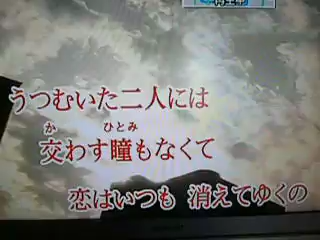 うつむいた二人には
か ひとみ
交わす瞳もなくて
恋はいつも 消えてゆくの